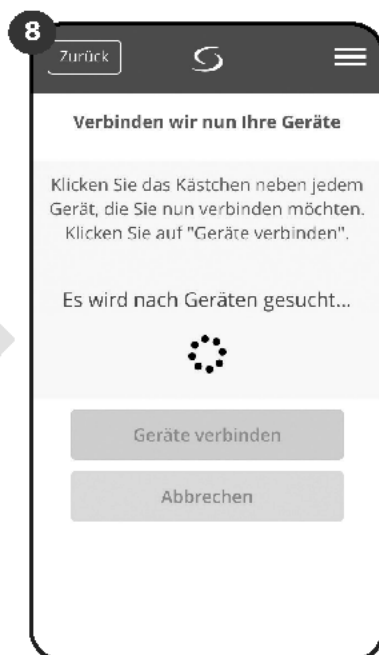 8
Zurück
Verbinden wir nun Ihre Geräte
Klicken Sie das Kästchen neben jedem
Gerät, die Sie nun verbinden möchten.
Klicken Sie auf "Geräte verbinden".
Es wird nach Geräten gesucht...
Geräte verbinden
Abbrechen